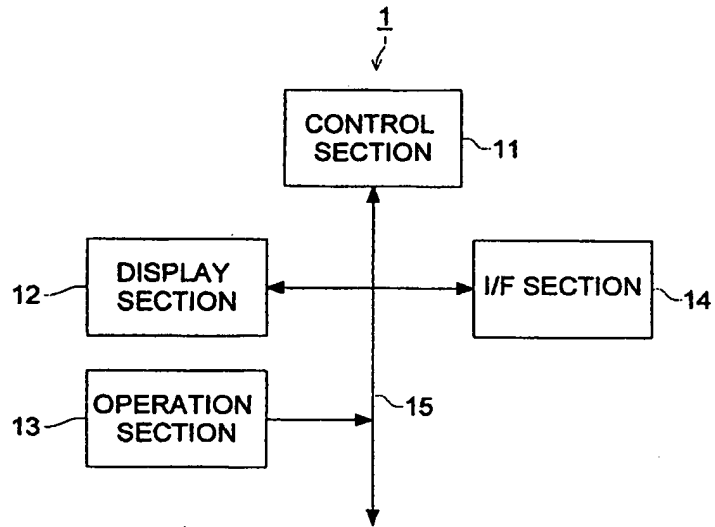 1
CONTROL
SECTION
11
DISPLAY
SECTION
12
I/F SECTION
14
OPERATION
SECTION
13
15